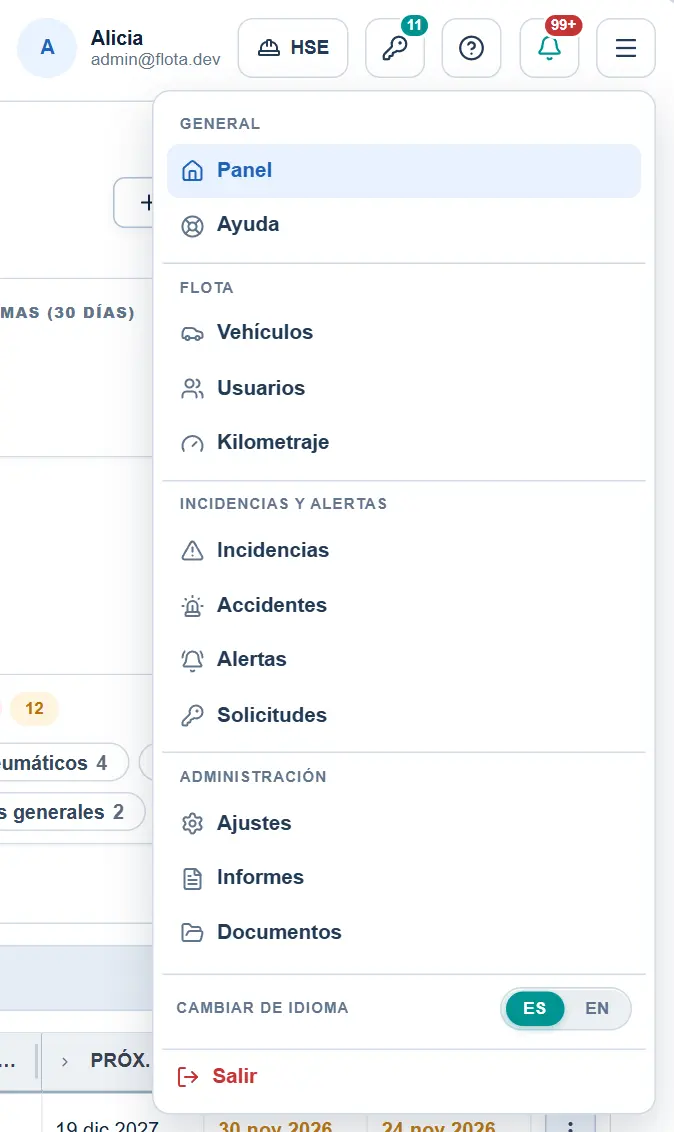 A
Alicia
admin@flota.dev
HSE
11
99+
GENERAL
Panel
Ayuda
MAS (30 DÍAS)
FLOTA
Vehículos
Usuarios
Kilometraje
INCIDENCIAS Y ALERTAS
Incidencias
Accidentes
Alertas
Solicitudes
12
eumáticos 4
s generales 2
ADMINISTRACIÓN
Ajustes
Informes
Documentos
CAMBIAR DE IDIOMA
ES EN
... PRÓX.
Salir
19 dic 2027 30 nov 2026 24 nov 2026